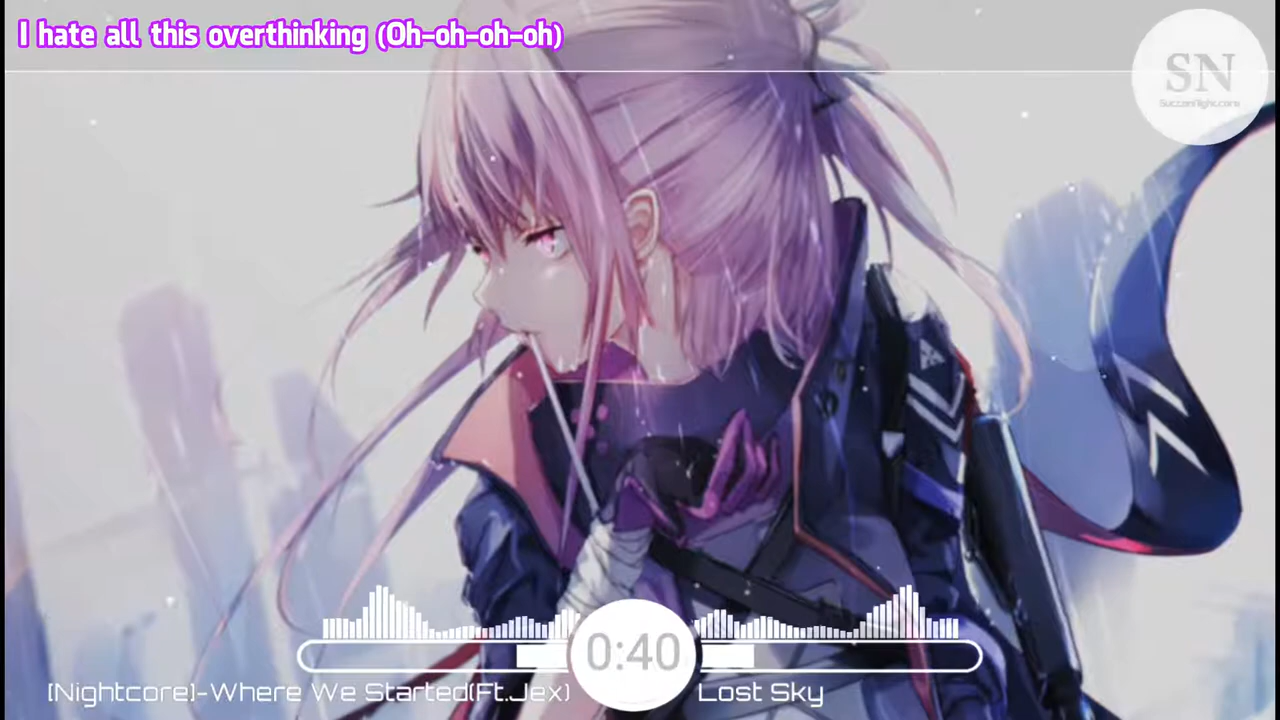 I hate all this overthinking (Oh-oh-oh-oh)
SN
0:40
[Nightcore]-Where We Started(Ft.Jex)
Lost Sky